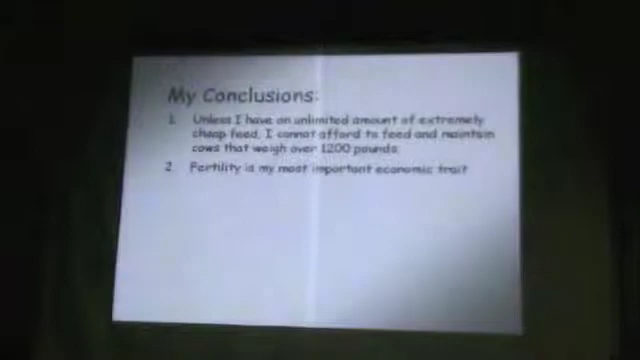 My Conclusions:
1. Unless I have an unlimited amount of extremely
cheap feed, I cannot afford to feed and maintain
cows that weigh over 1200 pounds.
2. Fertility is my most important economic trait